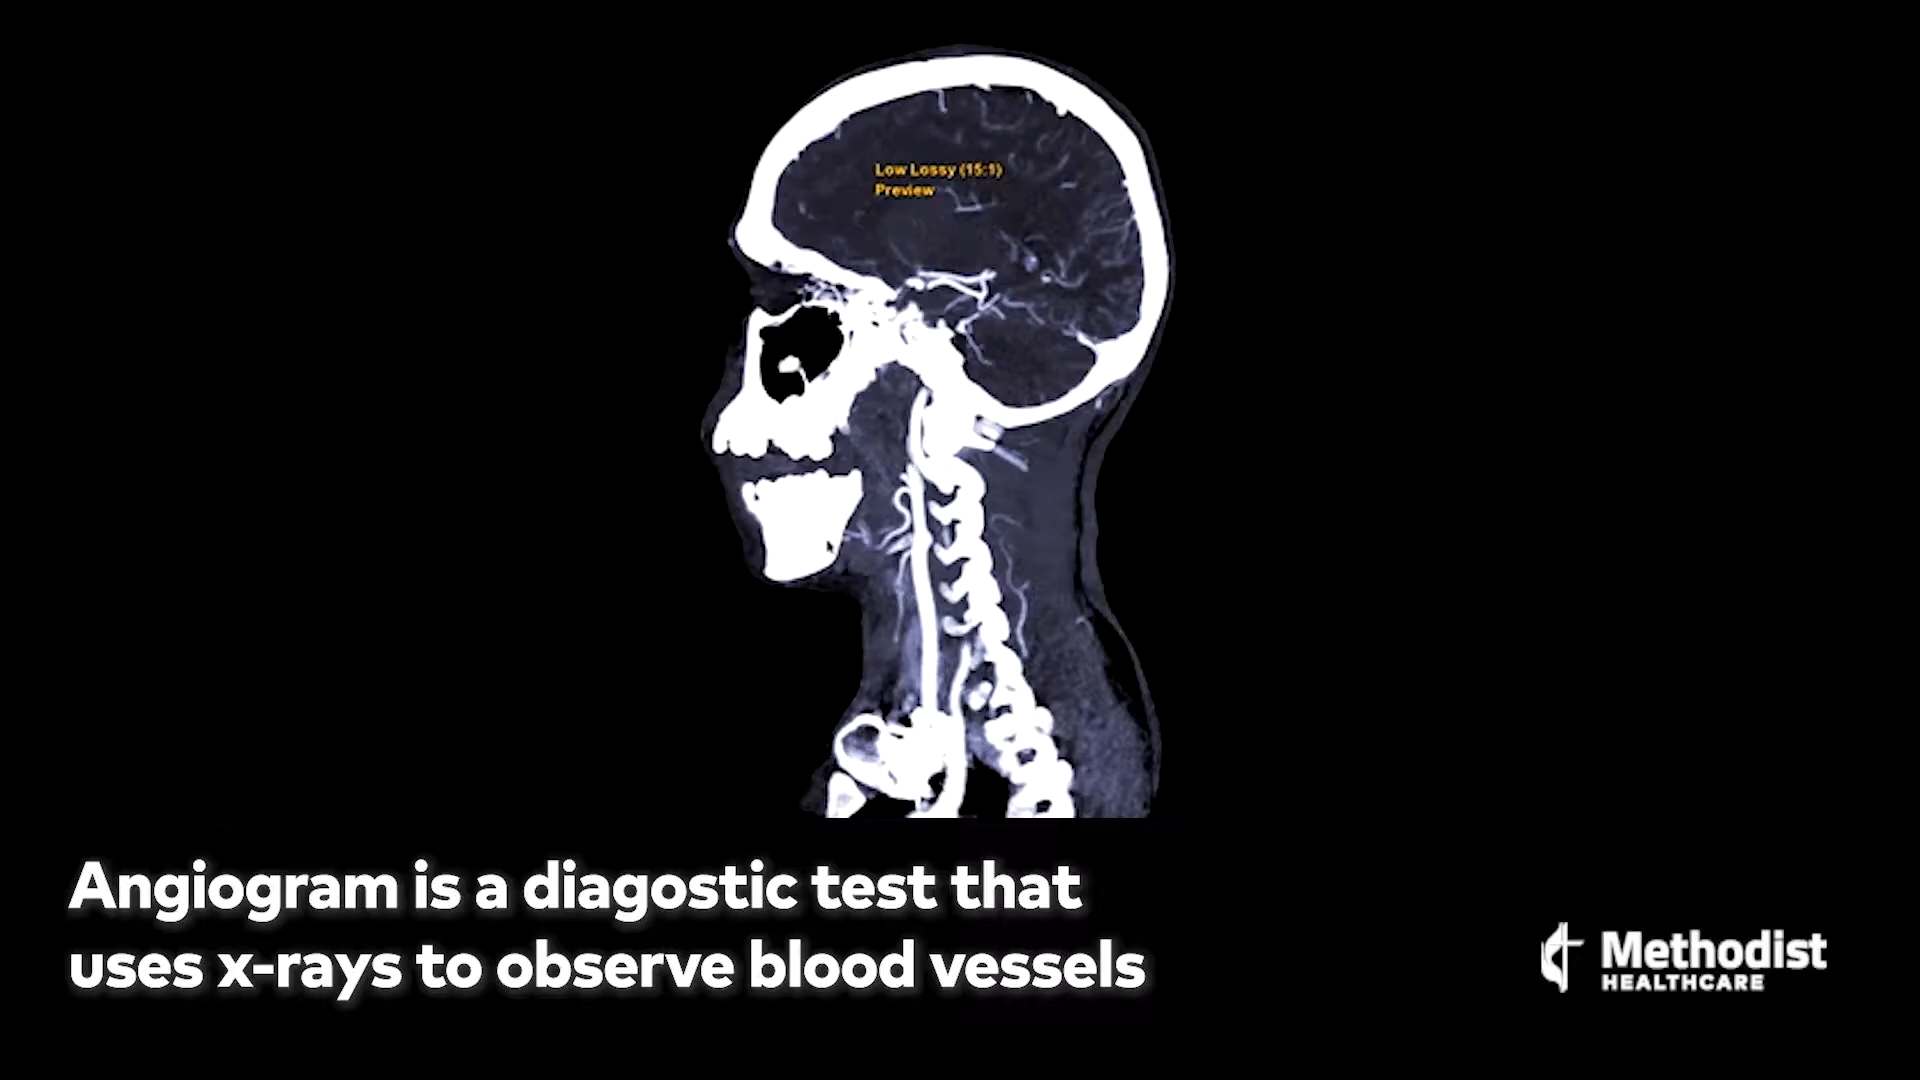 Low Lossy (15:1)
Preview
Angiogram is a diagostic test that
uses x-rays to observe blood vessels
Methodist
HEALTHCARE